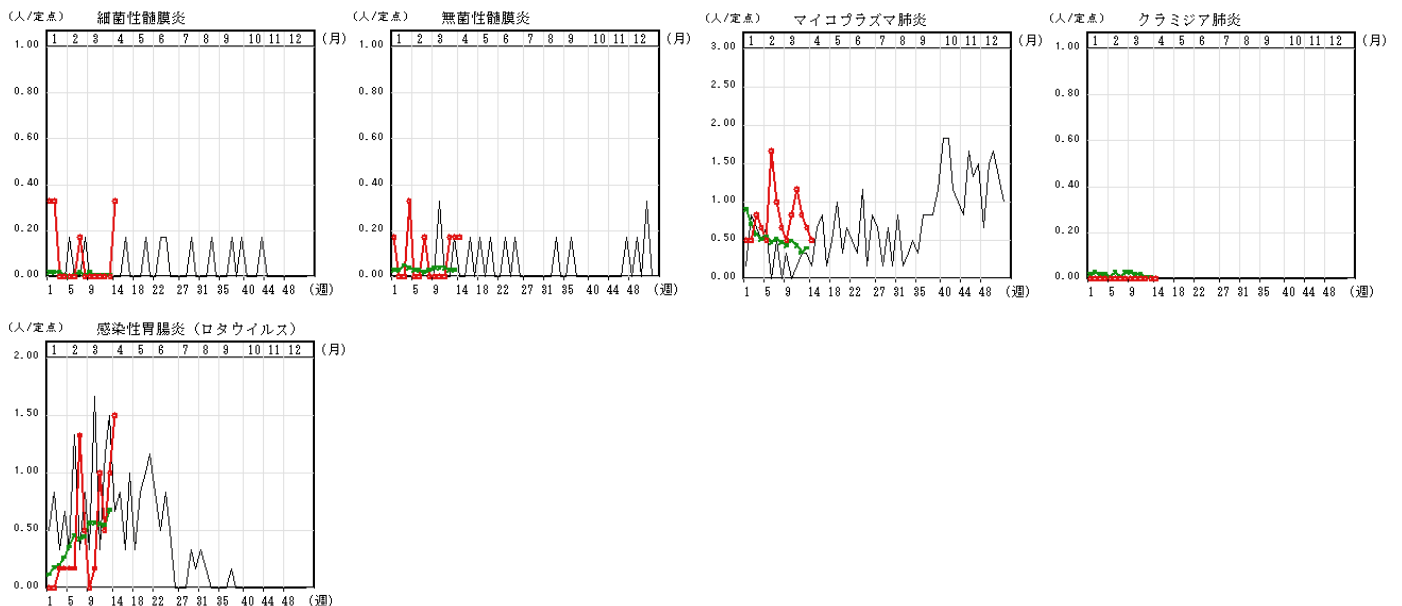 (人/定点) 細菌性髄膜炎
1.00 1 2 3 4 5 6 7 8 9 10 11 12 (月)
0.80
0.60
0.40
0.20
0.00
1 5 9 14 18 22 27 31 35 40 44 48 (週)
(人/定点) 無菌性髄膜炎
1.00 1 2 3 4 5 6 7 8 9 10 11 12 (月)
0.80
0.60
0.40
0.20
0.00
1 5 9 14 18 22 27 31 35 40 44 48 (週)
(人/定点) マイコプラズマ肺炎
3.00 1 2 3 4 5 6 7 8 9 10 11 12 (月)
2.50
2.00
1.50
1.00
0.50
0.00
1 5 9 14 18 22 27 31 35 40 44 48 (週)
(人/定点) クラミジア肺炎
1.00 1 2 3 4 5 6 7 8 9 10 11 12 (月)
0.80
0.60
0.40
0.20
0.00
1 5 9 14 18 22 27 31 35 40 44 48 (週)
(人/定点) 感染性胃腸炎（ロタウイルス）
2.00 1 2 3 4 5 6 7 8 9 10 11 12 (月)
1.50
1.00
0.50
0.00
1 5 9 14 18 22 27 31 35 40 44 48 (週)